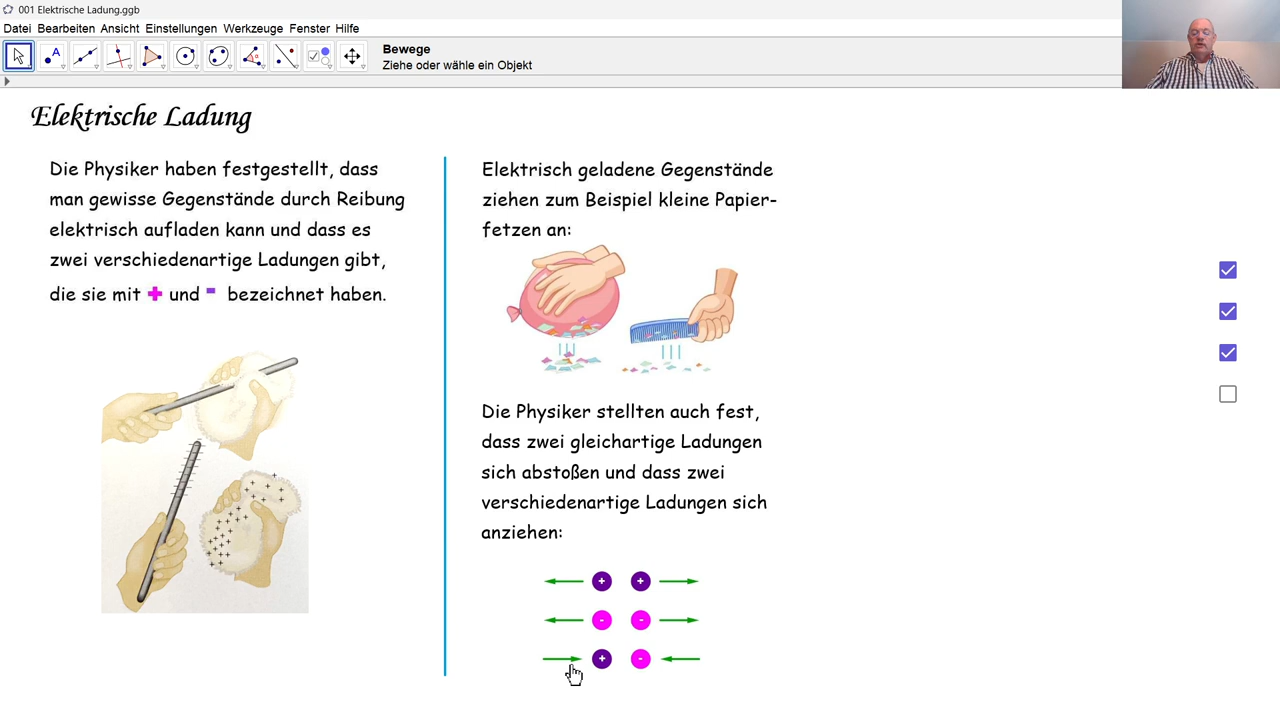 001 Elektrische Ladung.ggb
Datei Bearbeiten Ansicht Einstellungen Werkzeuge Fenster Hilfe
Bewege
Ziehe oder wähle ein Objekt
Elektrische Ladung
Die Physiker haben festgestellt, dass
man gewisse Gegenstände durch Reibung
elektrisch aufladen kann und dass es
zwei verschiedenartige Ladungen gibt,
die sie mit + und - bezeichnet haben.
Elektrisch geladene Gegenstände
ziehen zum Beispiel kleine Papier-
fetzen an:
Die Physiker stellten auch fest,
dass zwei gleichartige Ladungen
sich abstoßen und dass zwei
verschiedenartige Ladungen sich
anziehen:
+ +
- -
+ -